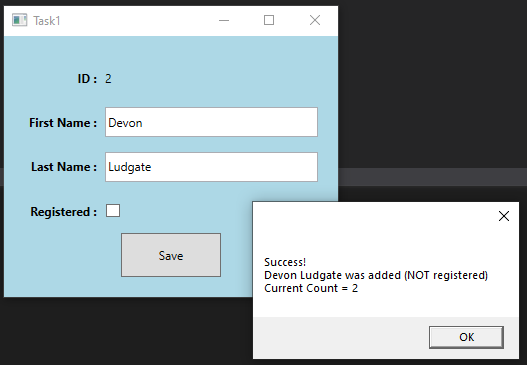 Task1
ID : 2
First Name : Devon
Last Name : Ludgate
Registered :
Save
Success!
Devon Ludgate was added (NOT registered)
Current Count = 2
OK